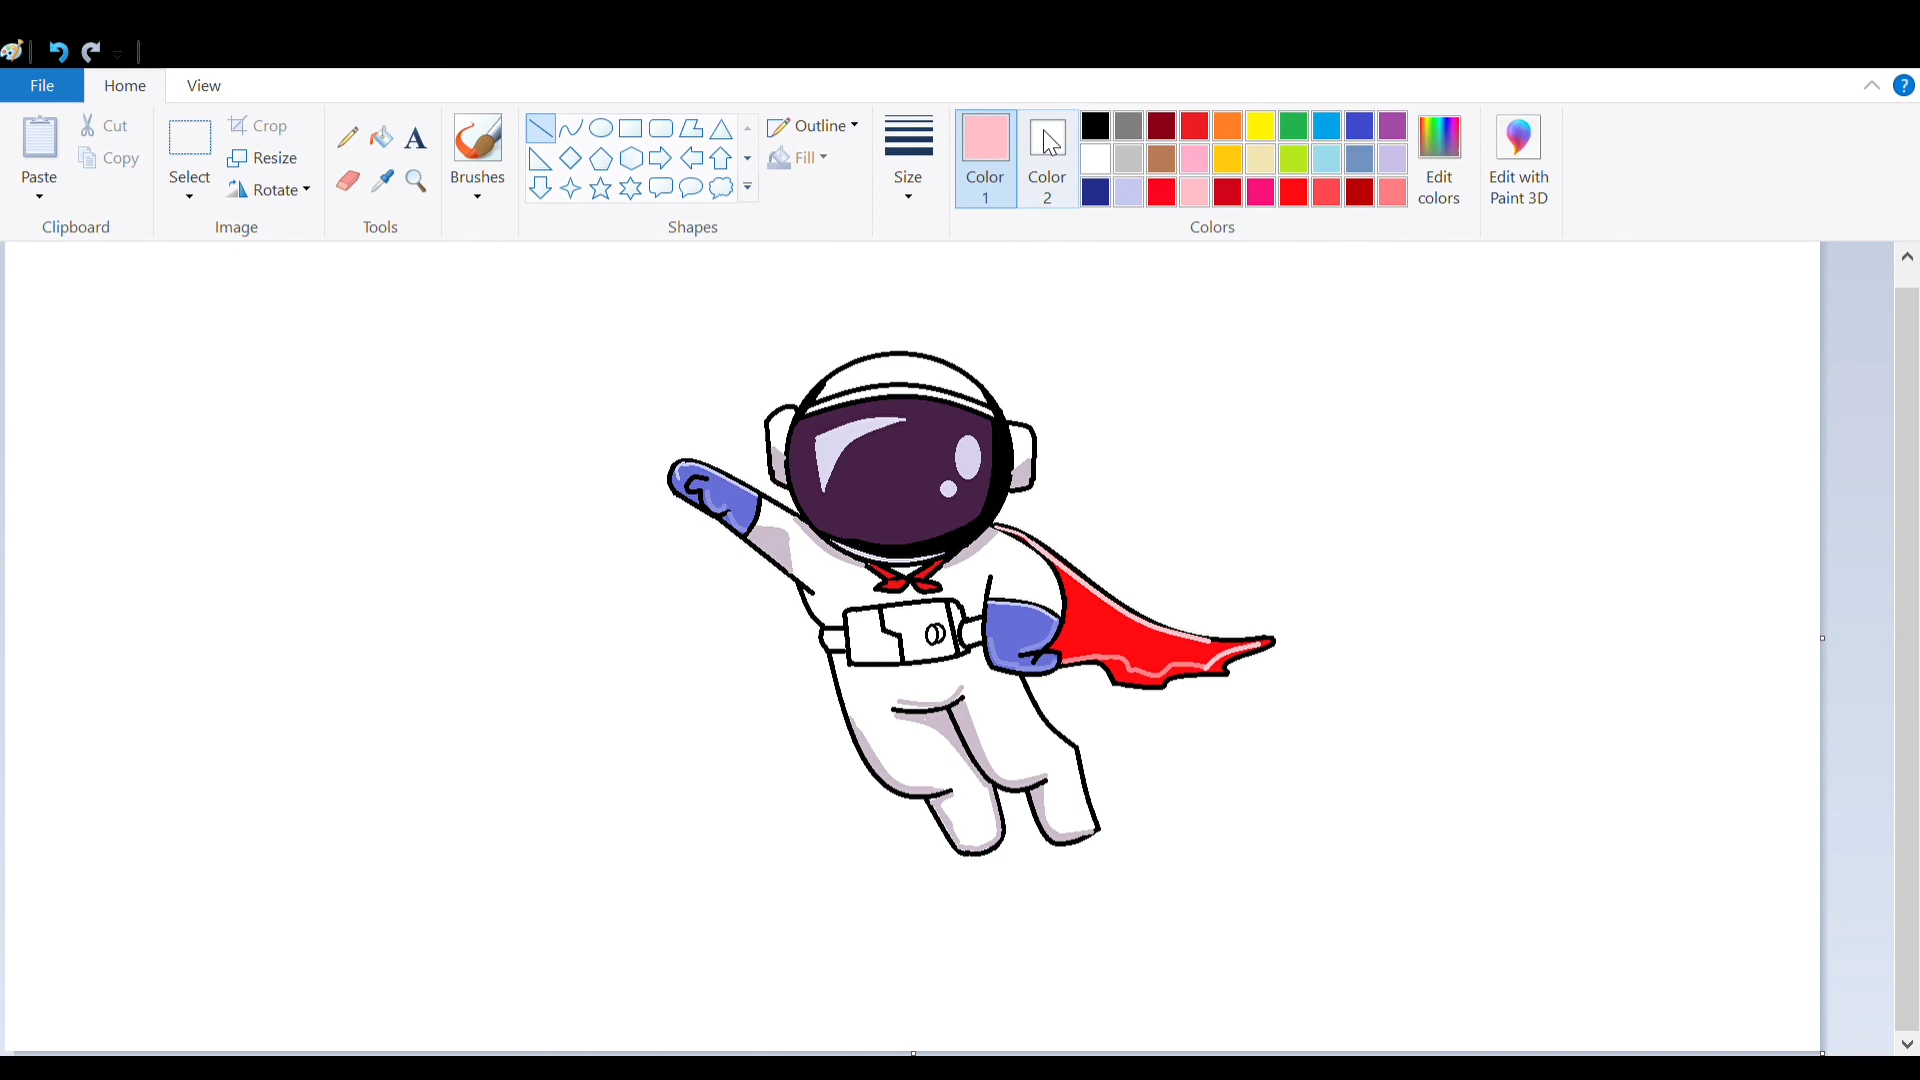 File Home View ?
Paste
Cut
Copy
Clipboard
Select
Crop
Resize
Rotate
Image
A
Tools
Brushes
Shapes
Outline
Fill
Size
Color 1
Color 2
Edit colors
Colors
Edit with Paint 3D